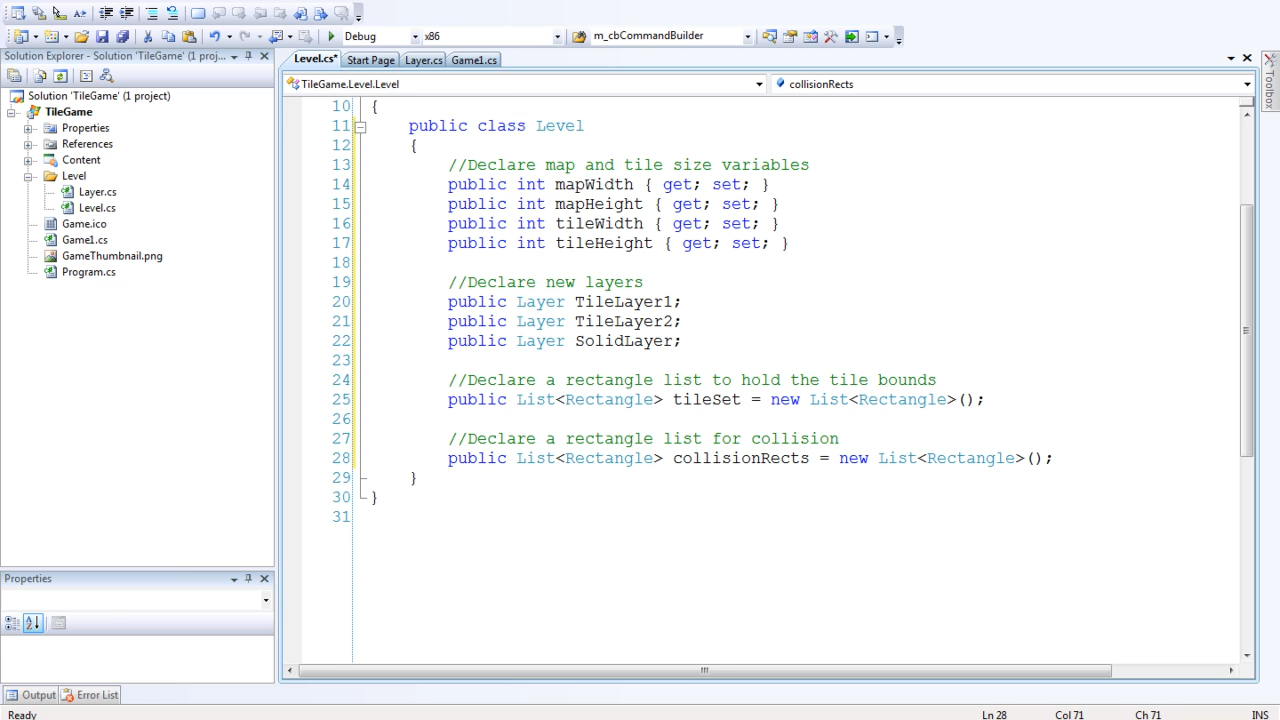 Debug
x86
m_cbCommandBuilder
Solution Explorer - Solution 'TileGame' (1 proj...
Level.cs*
Start Page
Layer.cs
Game1.cs
TileGame.Level.Level
collisionRects
Toolbox
Solution 'TileGame' (1 project)
TileGame
Properties
References
Content
Level
Layer.cs
Level.cs
Game.ico
Game1.cs
GameThumbnail.png
Program.cs
10 {
11 public class Level
12 {
13 //Declare map and tile size variables
14 public int mapWidth { get; set; }
15 public int mapHeight { get; set; }
16 public int tileWidth { get; set; }
17 public int tileHeight { get; set; }
18
19 //Declare new layers
20 public Layer TileLayer1;
21 public Layer TileLayer2;
22 public Layer SolidLayer;
23
24 //Declare a rectangle list to hold the tile bounds
25 public List<Rectangle> tileSet = new List<Rectangle>();
26
27 //Declare a rectangle list for collision
28 public List<Rectangle> collisionRects = new List<Rectangle>();
29 }
30 }
31
Properties
Output
Error List
Ready
Ln 28
Col 71
Ch 71
INS